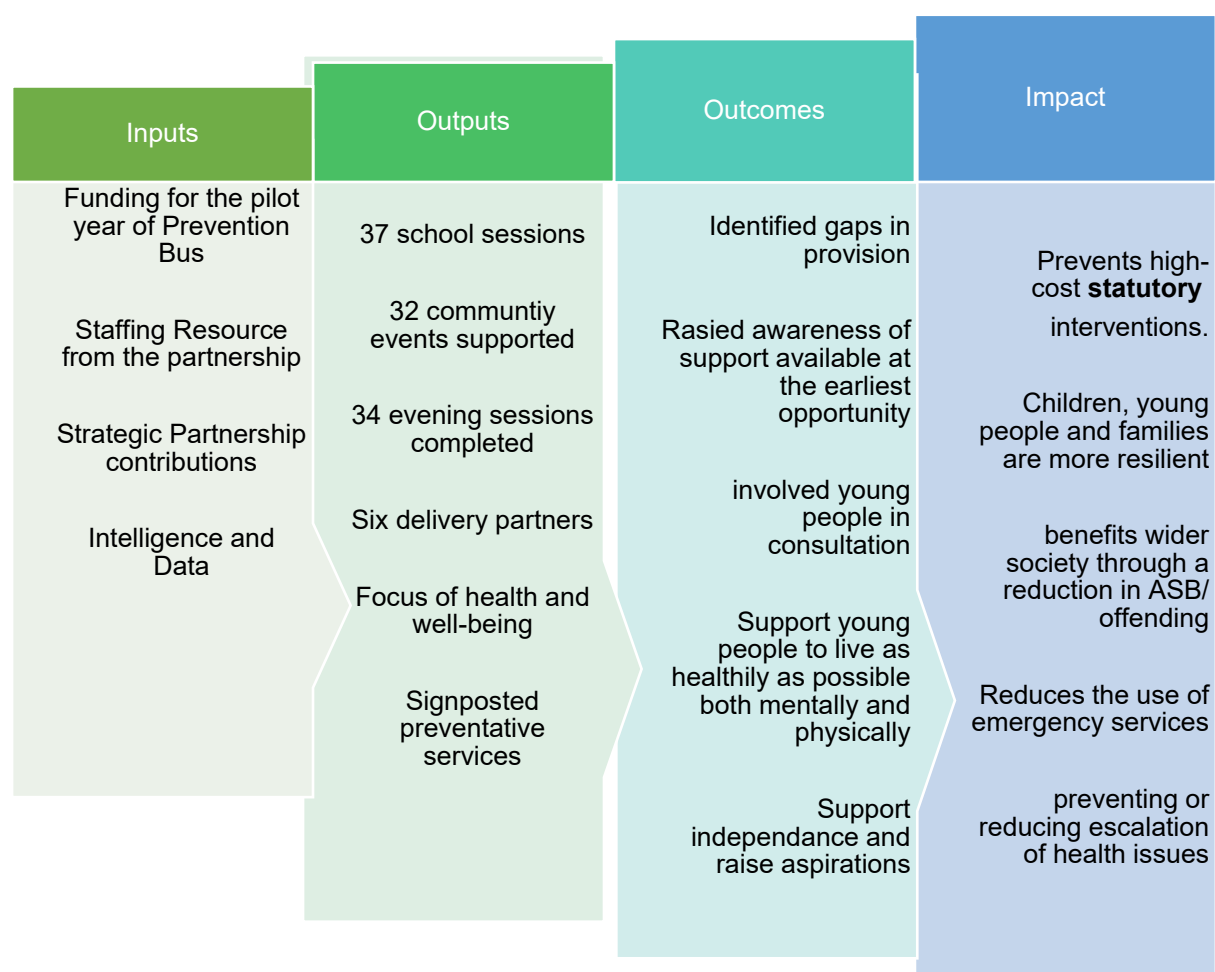 Inputs
Funding for the pilot
year of Prevention
Bus
Staffing Resource
from the partnership
Strategic Partnership
contributions
Intelligence and
Data
Outputs
37 school sessions
32 communtiy
events supported
34 evening sessions
completed
Six delivery partners
Focus of health and
well-being
Signposted
preventative
services
Outcomes
Identified gaps in
provision
Rasied awareness of
support available at
the earliest
opportunity
involved young
people in
consultation
Support young
people to live as
healthily as possible
both mentally and
physically
Support
independance and
raise aspirations
Impact
Prevents high-
cost statutory
interventions.
Children, young
people and families
are more resilient
benefits wider
society through a
reduction in ASB/
offending
Reduces the use of
emergency services
preventing or
reducing escalation
of health issues